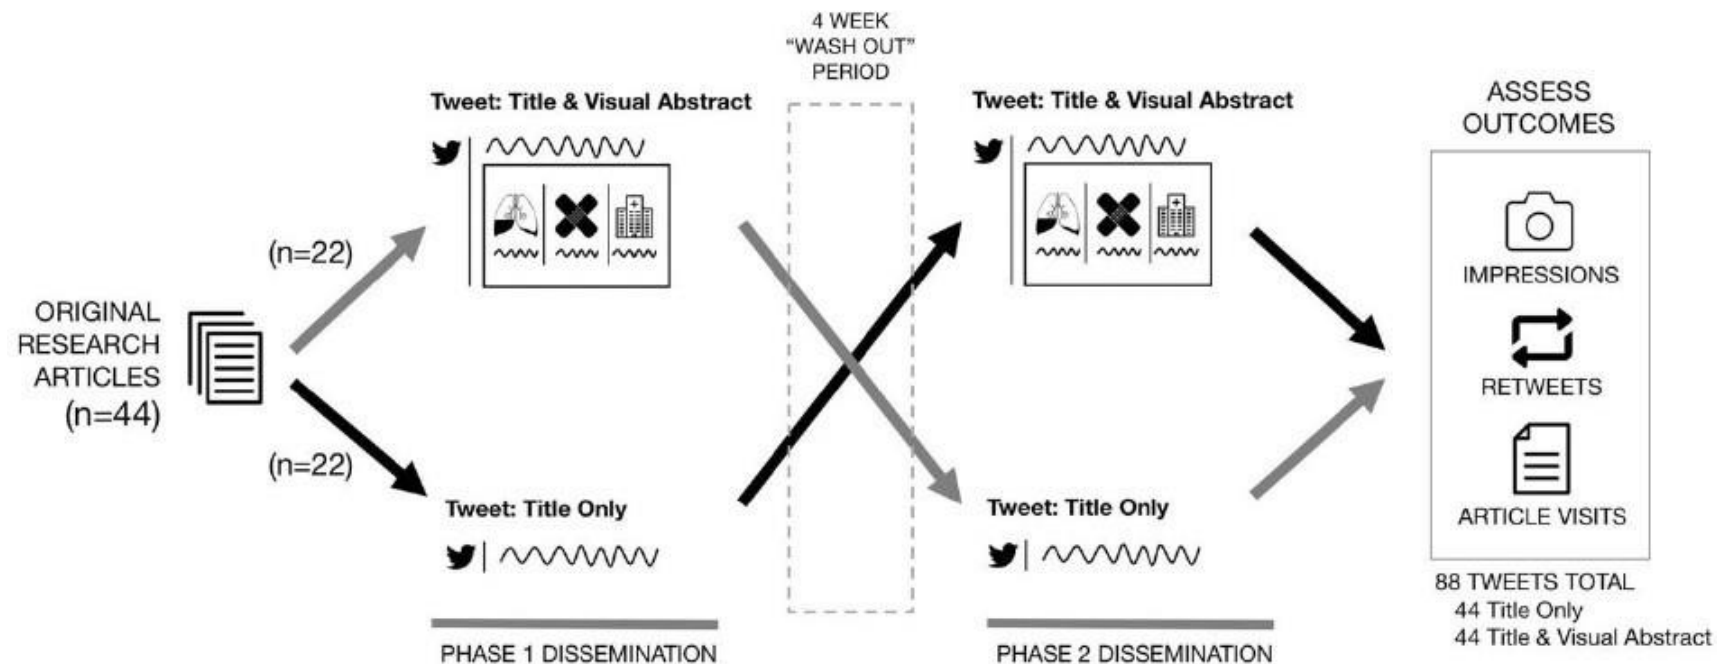 4 WEEK
“WASH OUT”
PERIOD
Tweet: Title & Visual Abstract
Tweet: Title & Visual Abstract
ASSESS
OUTCOMES
(n=22)
IMPRESSIONS
ORIGINAL
RESEARCH
ARTICLES
(n=44)
RETWEETS
(n=22)
Tweet: Title Only
Tweet: Title Only
ARTICLE VISITS
88 TWEETS TOTAL
44 Title Only
44 Title & Visual Abstract
PHASE 1 DISSEMINATION
PHASE 2 DISSEMINATION